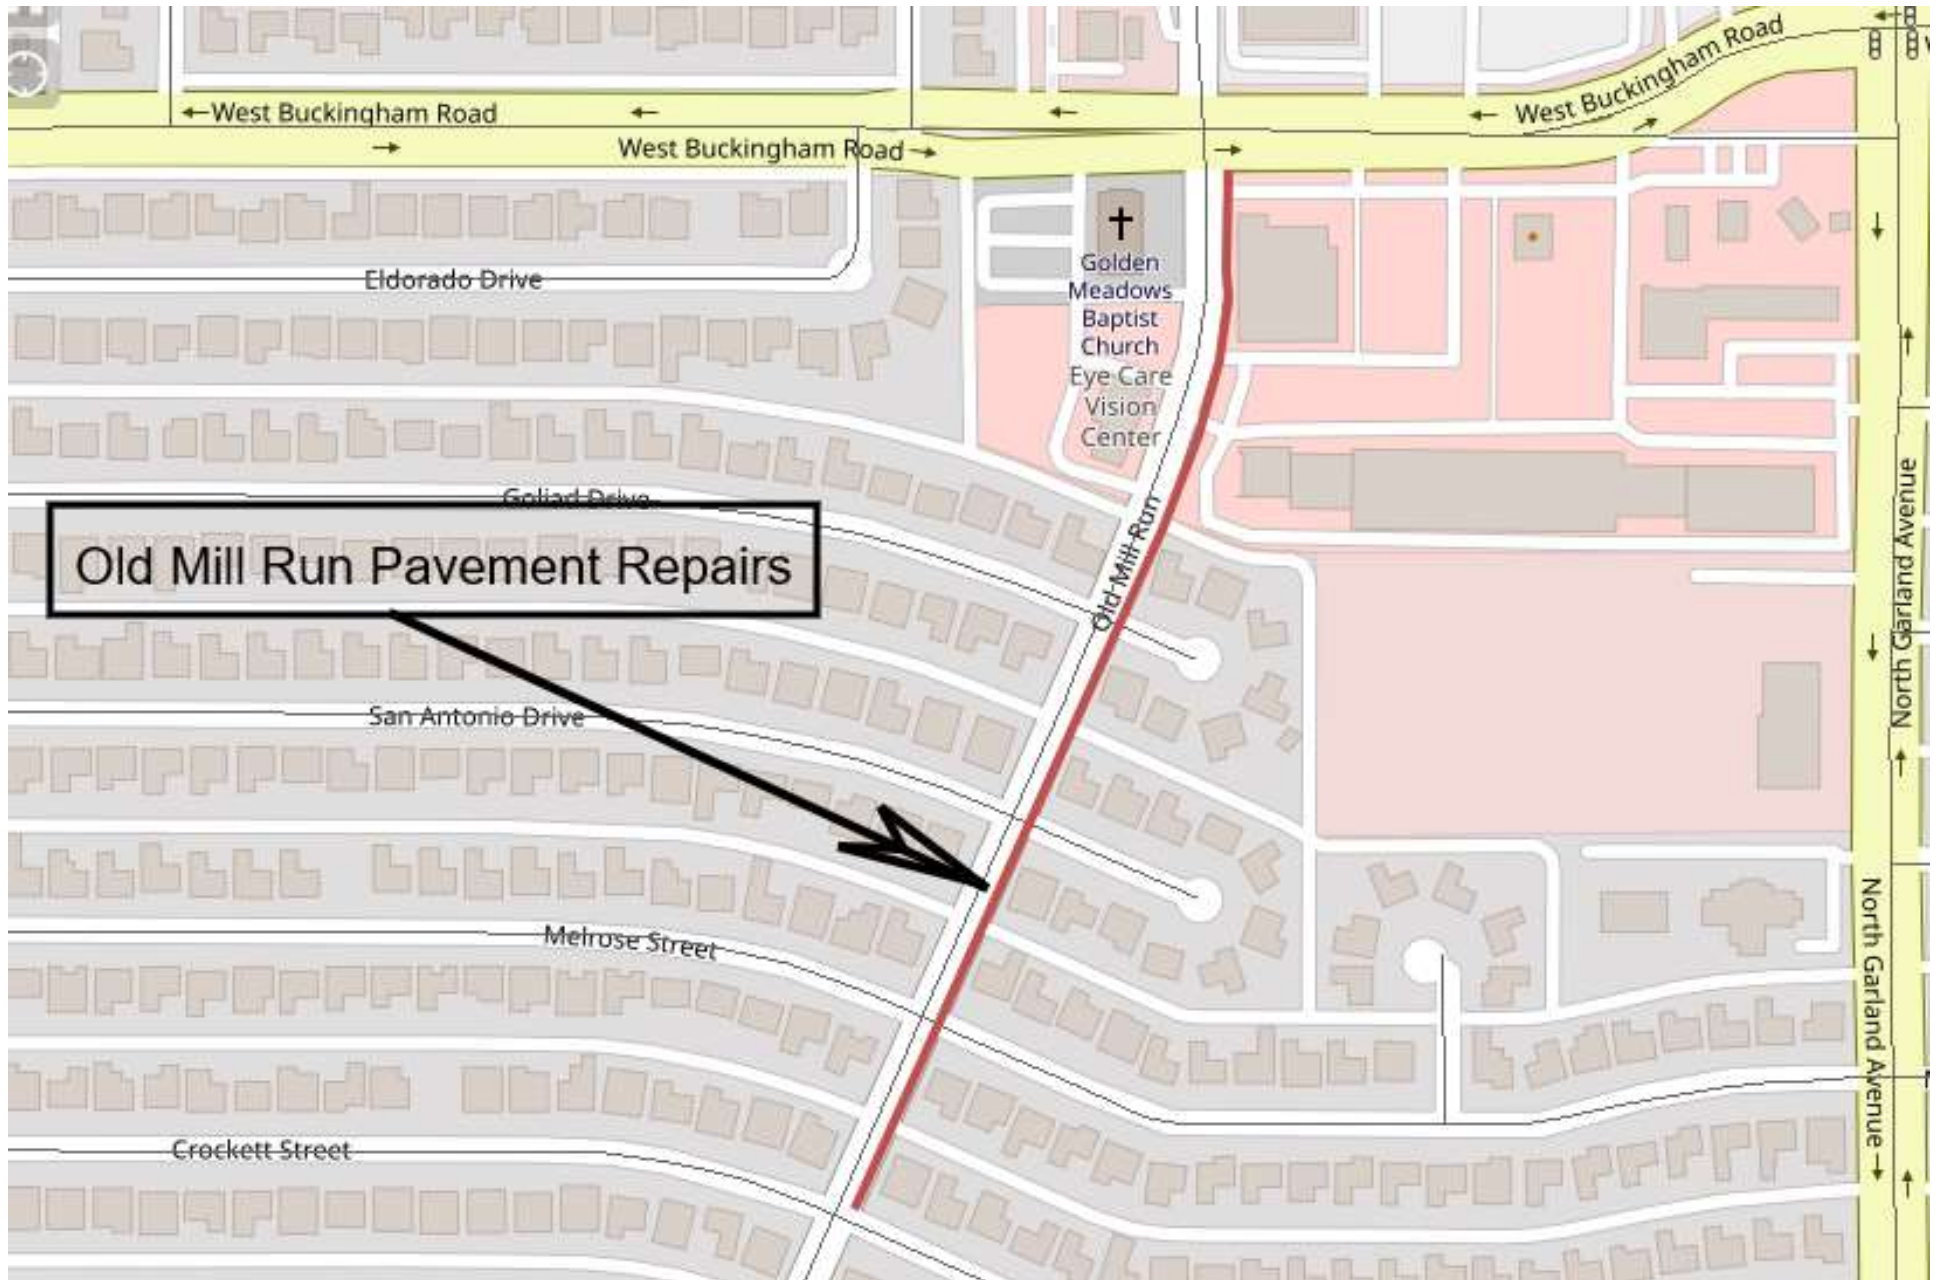 West Buckingham Road
West Buckingham Road
West Buckingham Road
Eldorado Drive
Golden
Meadows
Baptist
Church
Eye Care
Vision
Center
Goliad Drive
Old Mill Run
Old Mill Run Pavement Repairs
North Garland Avenue
San Antonio Drive
Melrose Street
North Garland Avenue
Crockett Street